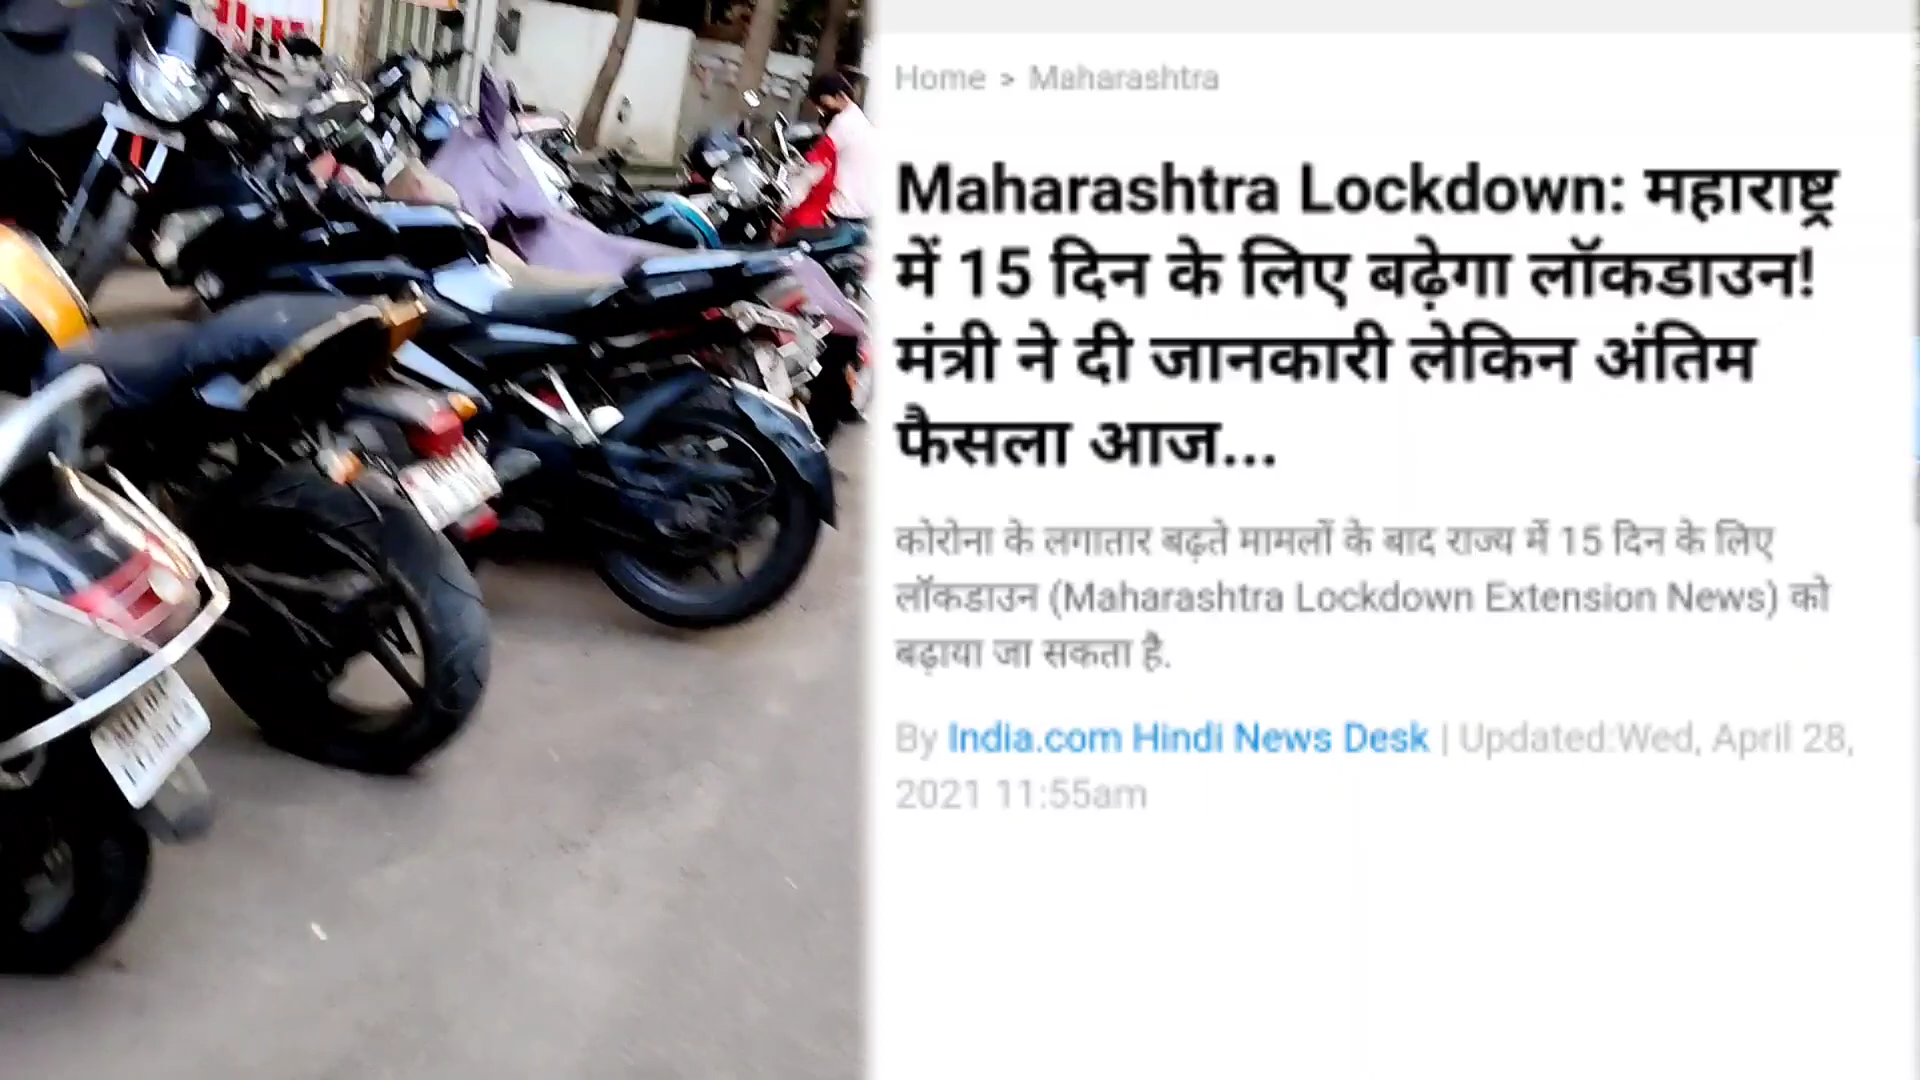 Home > Maharashtra
Maharashtra Lockdown: महाराष्ट्र
में 15 दिन के लिए बढ़ेगा लॉकडाउन!
मंत्री ने दी जानकारी लेकिन अंतिम
फैसला आज...
कोरोना के लगातार बढ़ते मामलों के बाद राज्य में 15 दिन के लिए
लॉकडाउन (Maharashtra Lockdown Extension News) को
बढ़ाया जा सकता है.
By India.com Hindi News Desk | Updated:Wed, April 28,
2021 11:55am